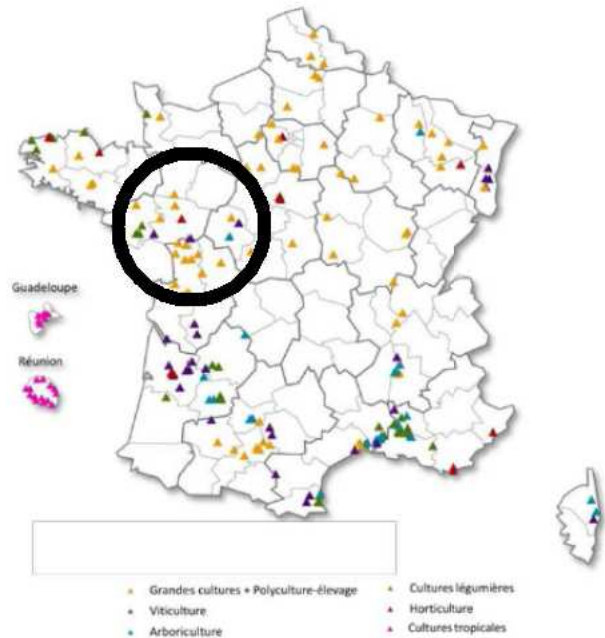 Guadeloupe
Réunion
Grandes cultures + Polyculture-élevage
Viticulture
Arboriculture
Cultures légumières
Horticulture
Cultures tropicales